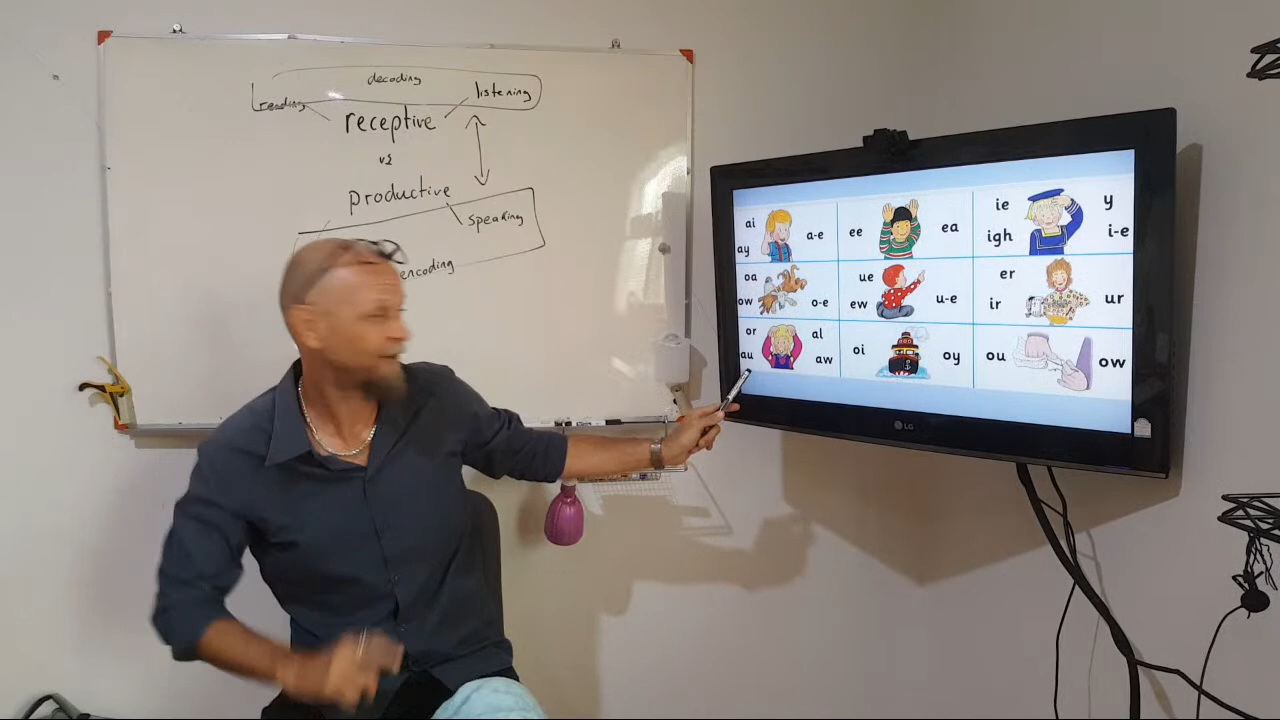 decoding
reading
listening
receptive
vs
productive
speaking
encoding
ai
ay
a-e
ee
ea
ie
igh
y
i-e
oa
ow
o-e
ue
ew
u-e
er
ir
ur
or
au
al
aw
oi
oy
ou
ow
LG